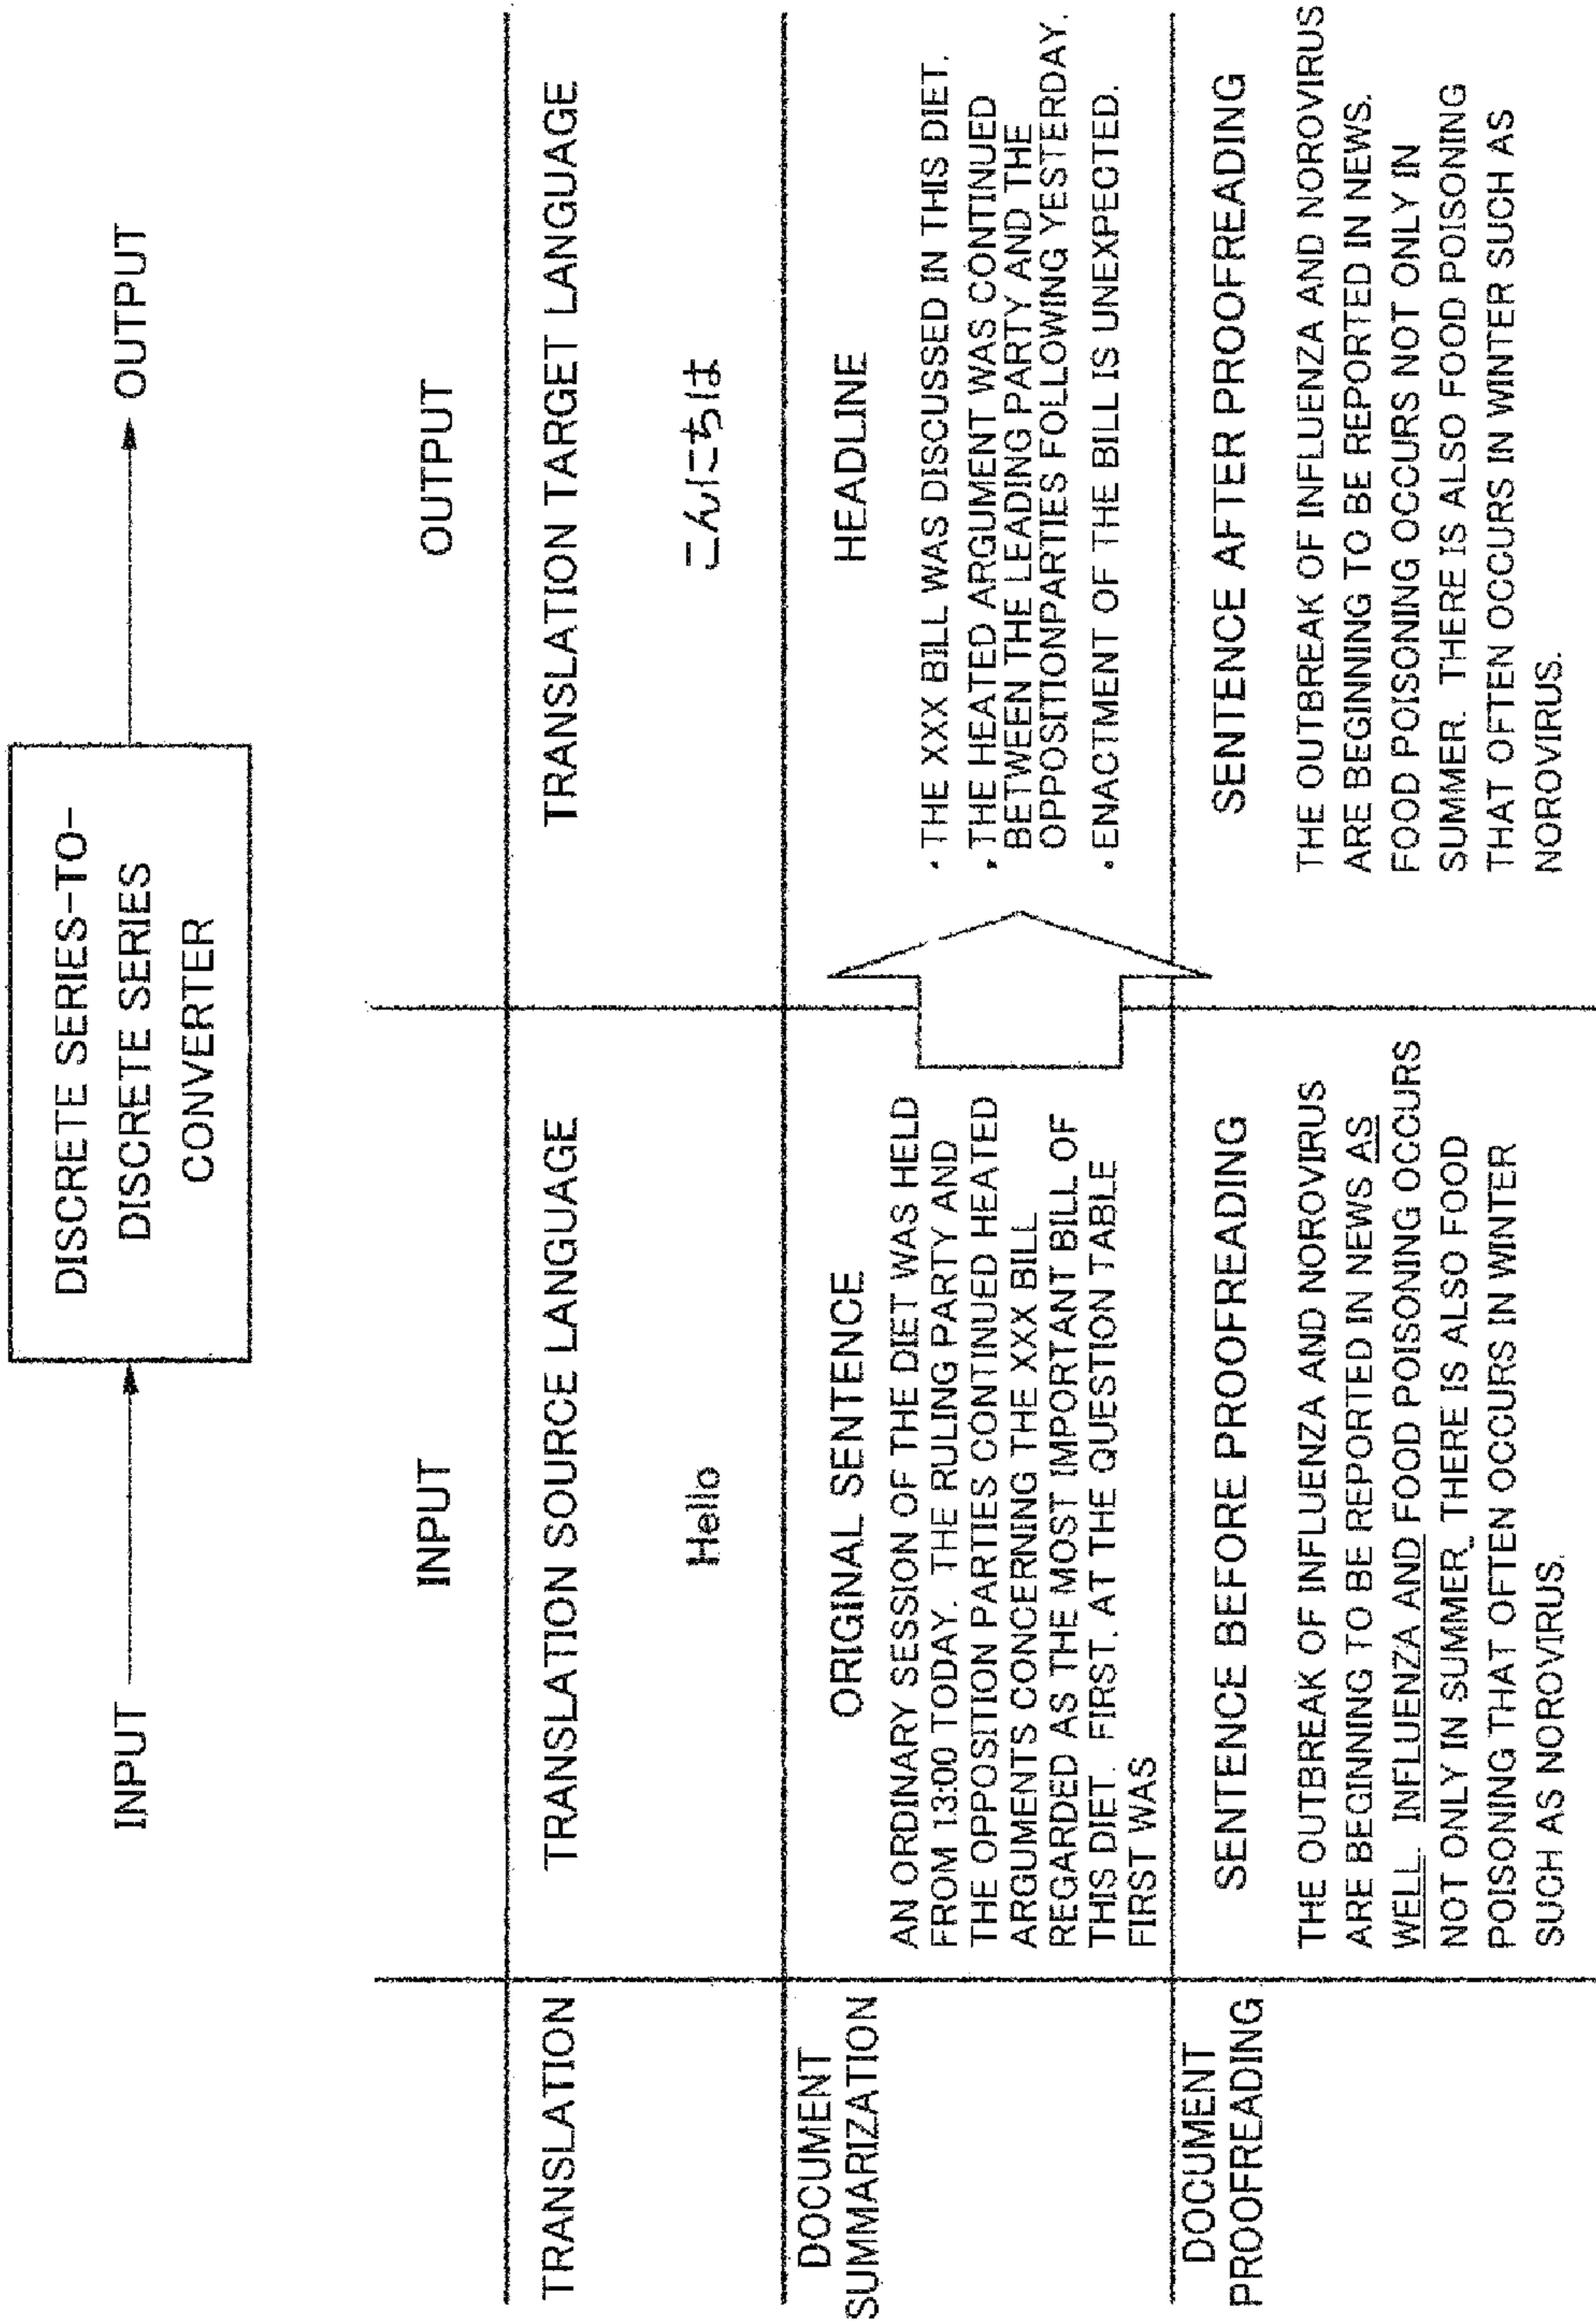 INPUT
DISCRETE SERIES-TO-
DISCRETE SERIES
CONVERTER
OUTPUT
INPUT
OUTPUT
TRANSLATION
TRANSLATION SOURCE LANGUAGE
TRANSLATION TARGET LANGUAGE
Hello
こんにちは
DOCUMENT
SUMMARIZATION
ORIGINAL SENTENCE
AN ORDINARY SESSION OF THE DIET WAS HELD
FROM 13:00 TODAY. THE RULING PARTY AND
THE OPPOSITION PARTIES CONTINUED HEATED
ARGUMENTS CONCERNING THE XXX BILL
REGARDED AS THE MOST IMPORTANT BILL OF
THIS DIET. FIRST. AT THE QUESTION TABLE
FIRST WAS
HEADLINE
・THE XXX BILL WAS DISCUSSED IN THIS DIET.
・THE HEATED ARGUMENT WAS CONTINUED
BETWEEN THE LEADING PARTY AND THE
OPPOSITIONPARTIES FOLLOWING YESTERDAY.
・ENACTMENT OF THE BILL IS UNEXPECTED.
DOCUMENT
PROOFREADING
SENTENCE BEFORE PROOFREADING
THE OUTBREAK OF INFLUENZA AND NOROVIRUS
ARE BEGINNING TO BE REPORTED IN NEWS AS
WELL. INFLUENZA AND FOOD POISONING OCCURS
NOT ONLY IN SUMMER. THERE IS ALSO FOOD
POISONING THAT OFTEN OCCURS IN WINTER
SUCH AS NOROVIRUS.
SENTENCE AFTER PROOFREADING
THE OUTBREAK OF INFLUENZA AND NOROVIRUS
ARE BEGINNING TO BE REPORTED IN NEWS.
FOOD POISONING OCCURS NOT ONLY IN
SUMMER. THERE IS ALSO FOOD POISONING
THAT OFTEN OCCURS IN WINTER SUCH AS
NOROVIRUS.